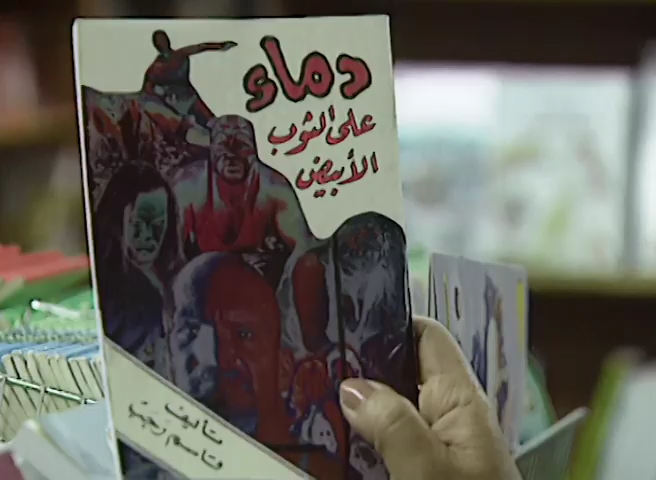 دماء
على الثوب
الأبيض
تأليف
قاسم رجب